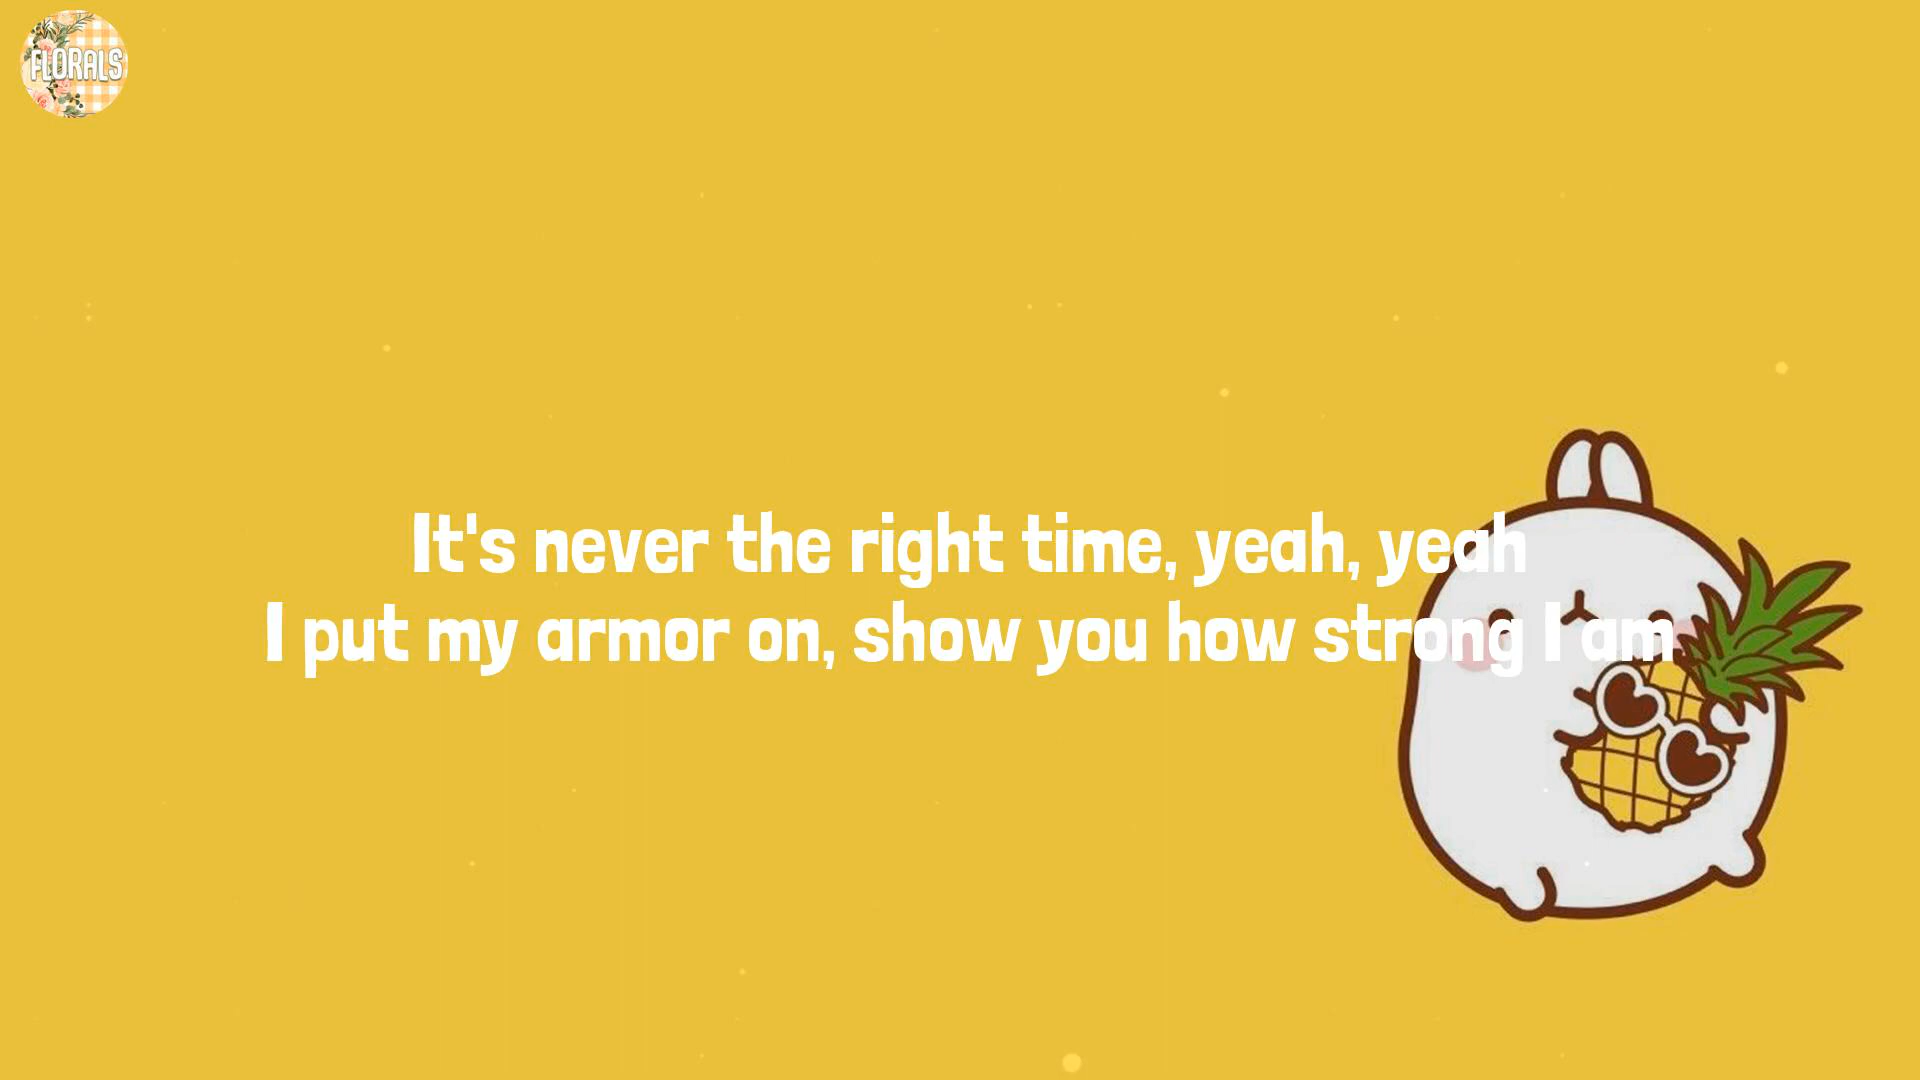 FLORALS
It's never the right time, yeah, yeah
I put my armor on, show you how strong I am